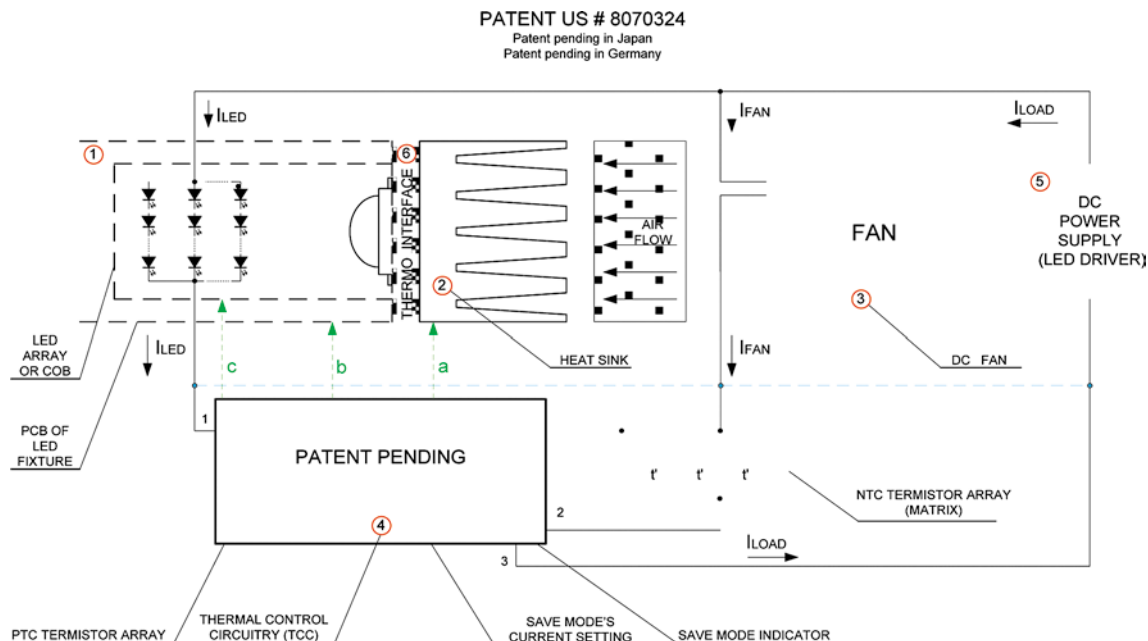 PATENT US # 8070324
Patent pending in Japan
Patent pending in Germany
ILED
IFAN
ILOAD
1
6
5
DC
POWER
SUPPLY
(LED DRIVER)
THERMO INTERFACE
AIR
FLOW
FAN
2
3
ILED
c
b
a
HEAT SINK
IFAN
DC FAN
LED
ARRAY
OR COB
PCB OF
LED
FIXTURE
1
PATENT PENDING
t' t' t'
NTC TERMISTOR ARRAY
(MATRIX)
4
2
3
ILOAD
PTC TERMISTOR ARRAY
THERMAL CONTROL
CIRCUITRY (TCC)
SAVE MODE'S
CURRENT SETTING
SAVE MODE INDICATOR